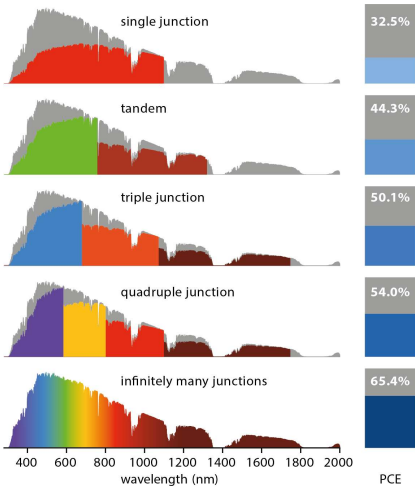 single junction
32.5%
tandem
44.3%
triple junction
50.1%
quadruple junction
54.0%
infinitely many junctions
65.4%
400 600 800 1000 1200 1400 1600 1800 2000
wavelength (nm)
PCE